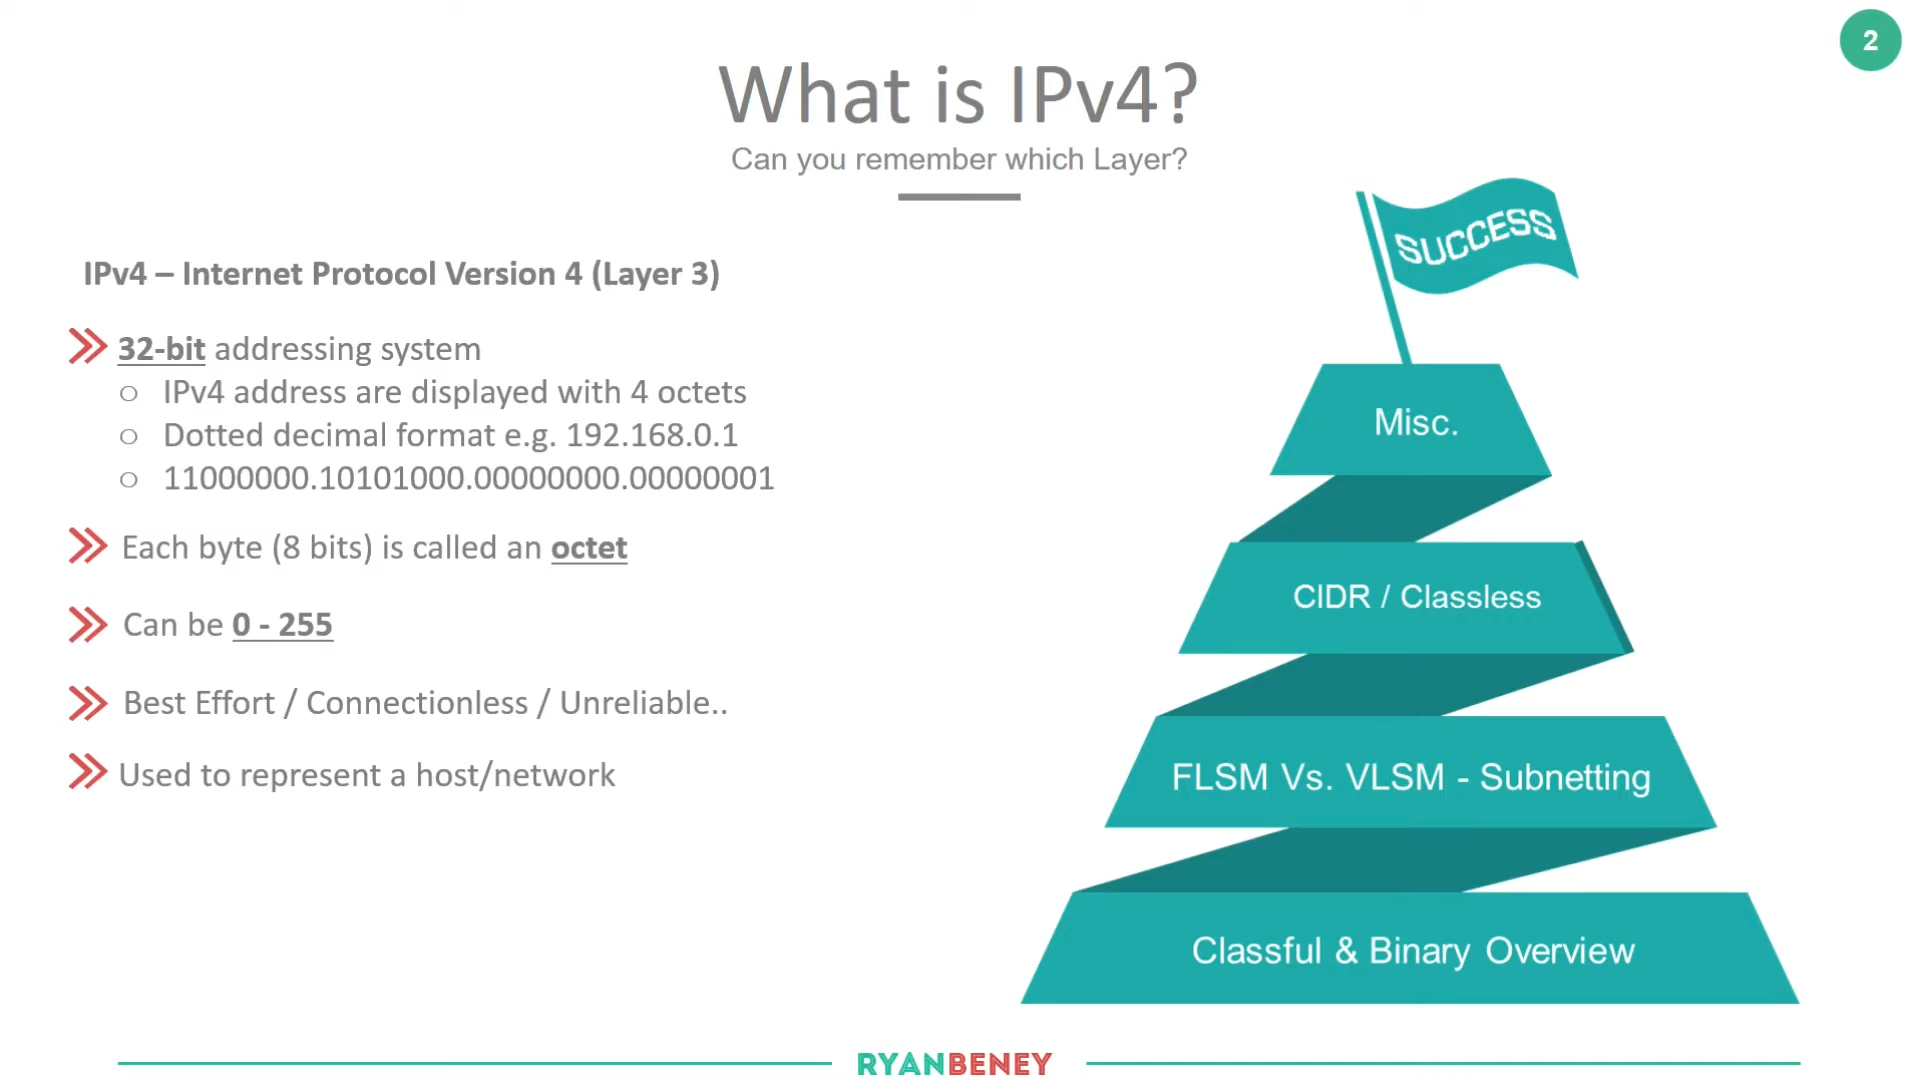 2
What is IPv4?
Can you remember which Layer?
IPv4 – Internet Protocol Version 4 (Layer 3)
32-bit addressing system
IPv4 address are displayed with 4 octets
Dotted decimal format e.g. 192.168.0.1
11000000.10101000.00000000.00000001
Each byte (8 bits) is called an octet
Can be 0 - 255
Best Effort / Connectionless / Unreliable..
Used to represent a host/network
SUCCESS
Misc.
CIDR / Classless
FLSM Vs. VLSM - Subnetting
Classful & Binary Overview
RYANBENEY